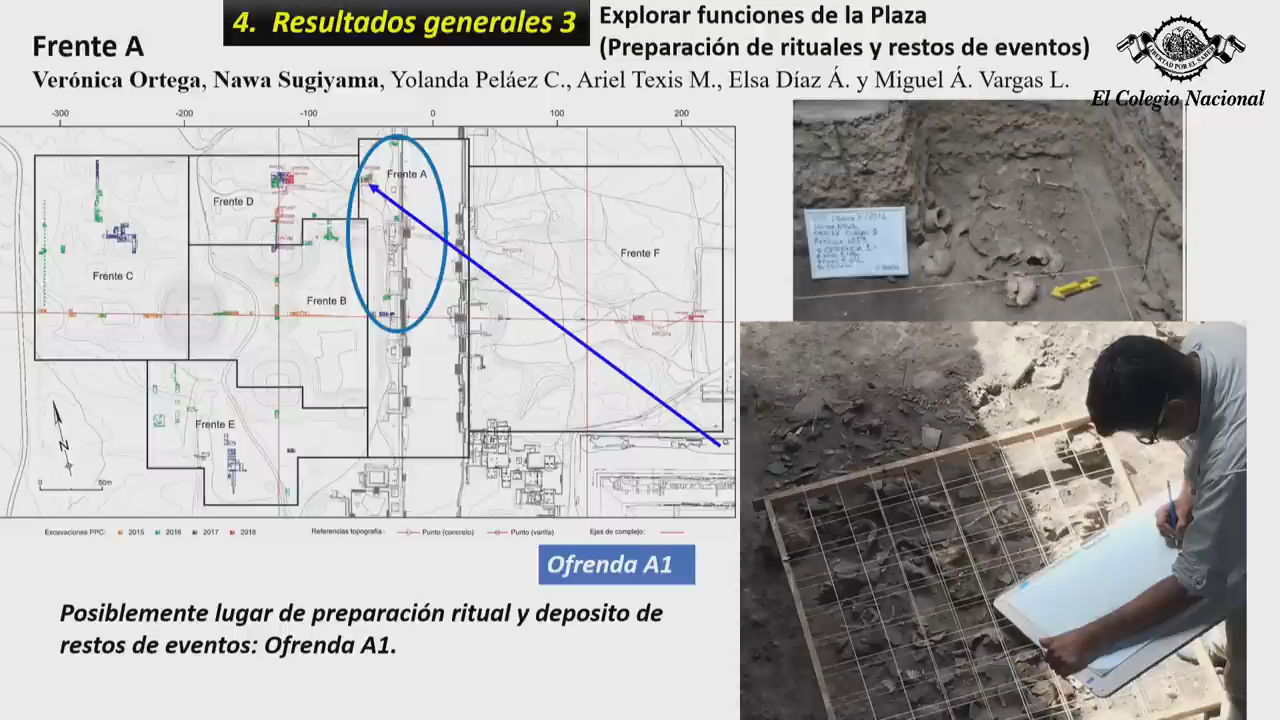 4. Resultados generales 3
Explorar funciones de la Plaza
(Preparación de rituales y restos de eventos)
Frente A
Verónica Ortega, Nawa Sugiyama, Yolanda Peláez C., Ariel Texis M., Elsa Díaz Á. y Miguel Á. Vargas L.
El Colegio Nacional
-300 -200 -100 0 100 200
Frente A
Frente D
Frente F
Frente C
Frente B
Frente E
N
0 50m
Excavaciones PPC: 2015 2016 2017 2018 Referencias topografía: Punto (concreto) Punto (varilla) Ejes de complejo:
Ofrenda A1
Posiblemente lugar de preparación ritual y deposito de
restos de eventos: Ofrenda A1.